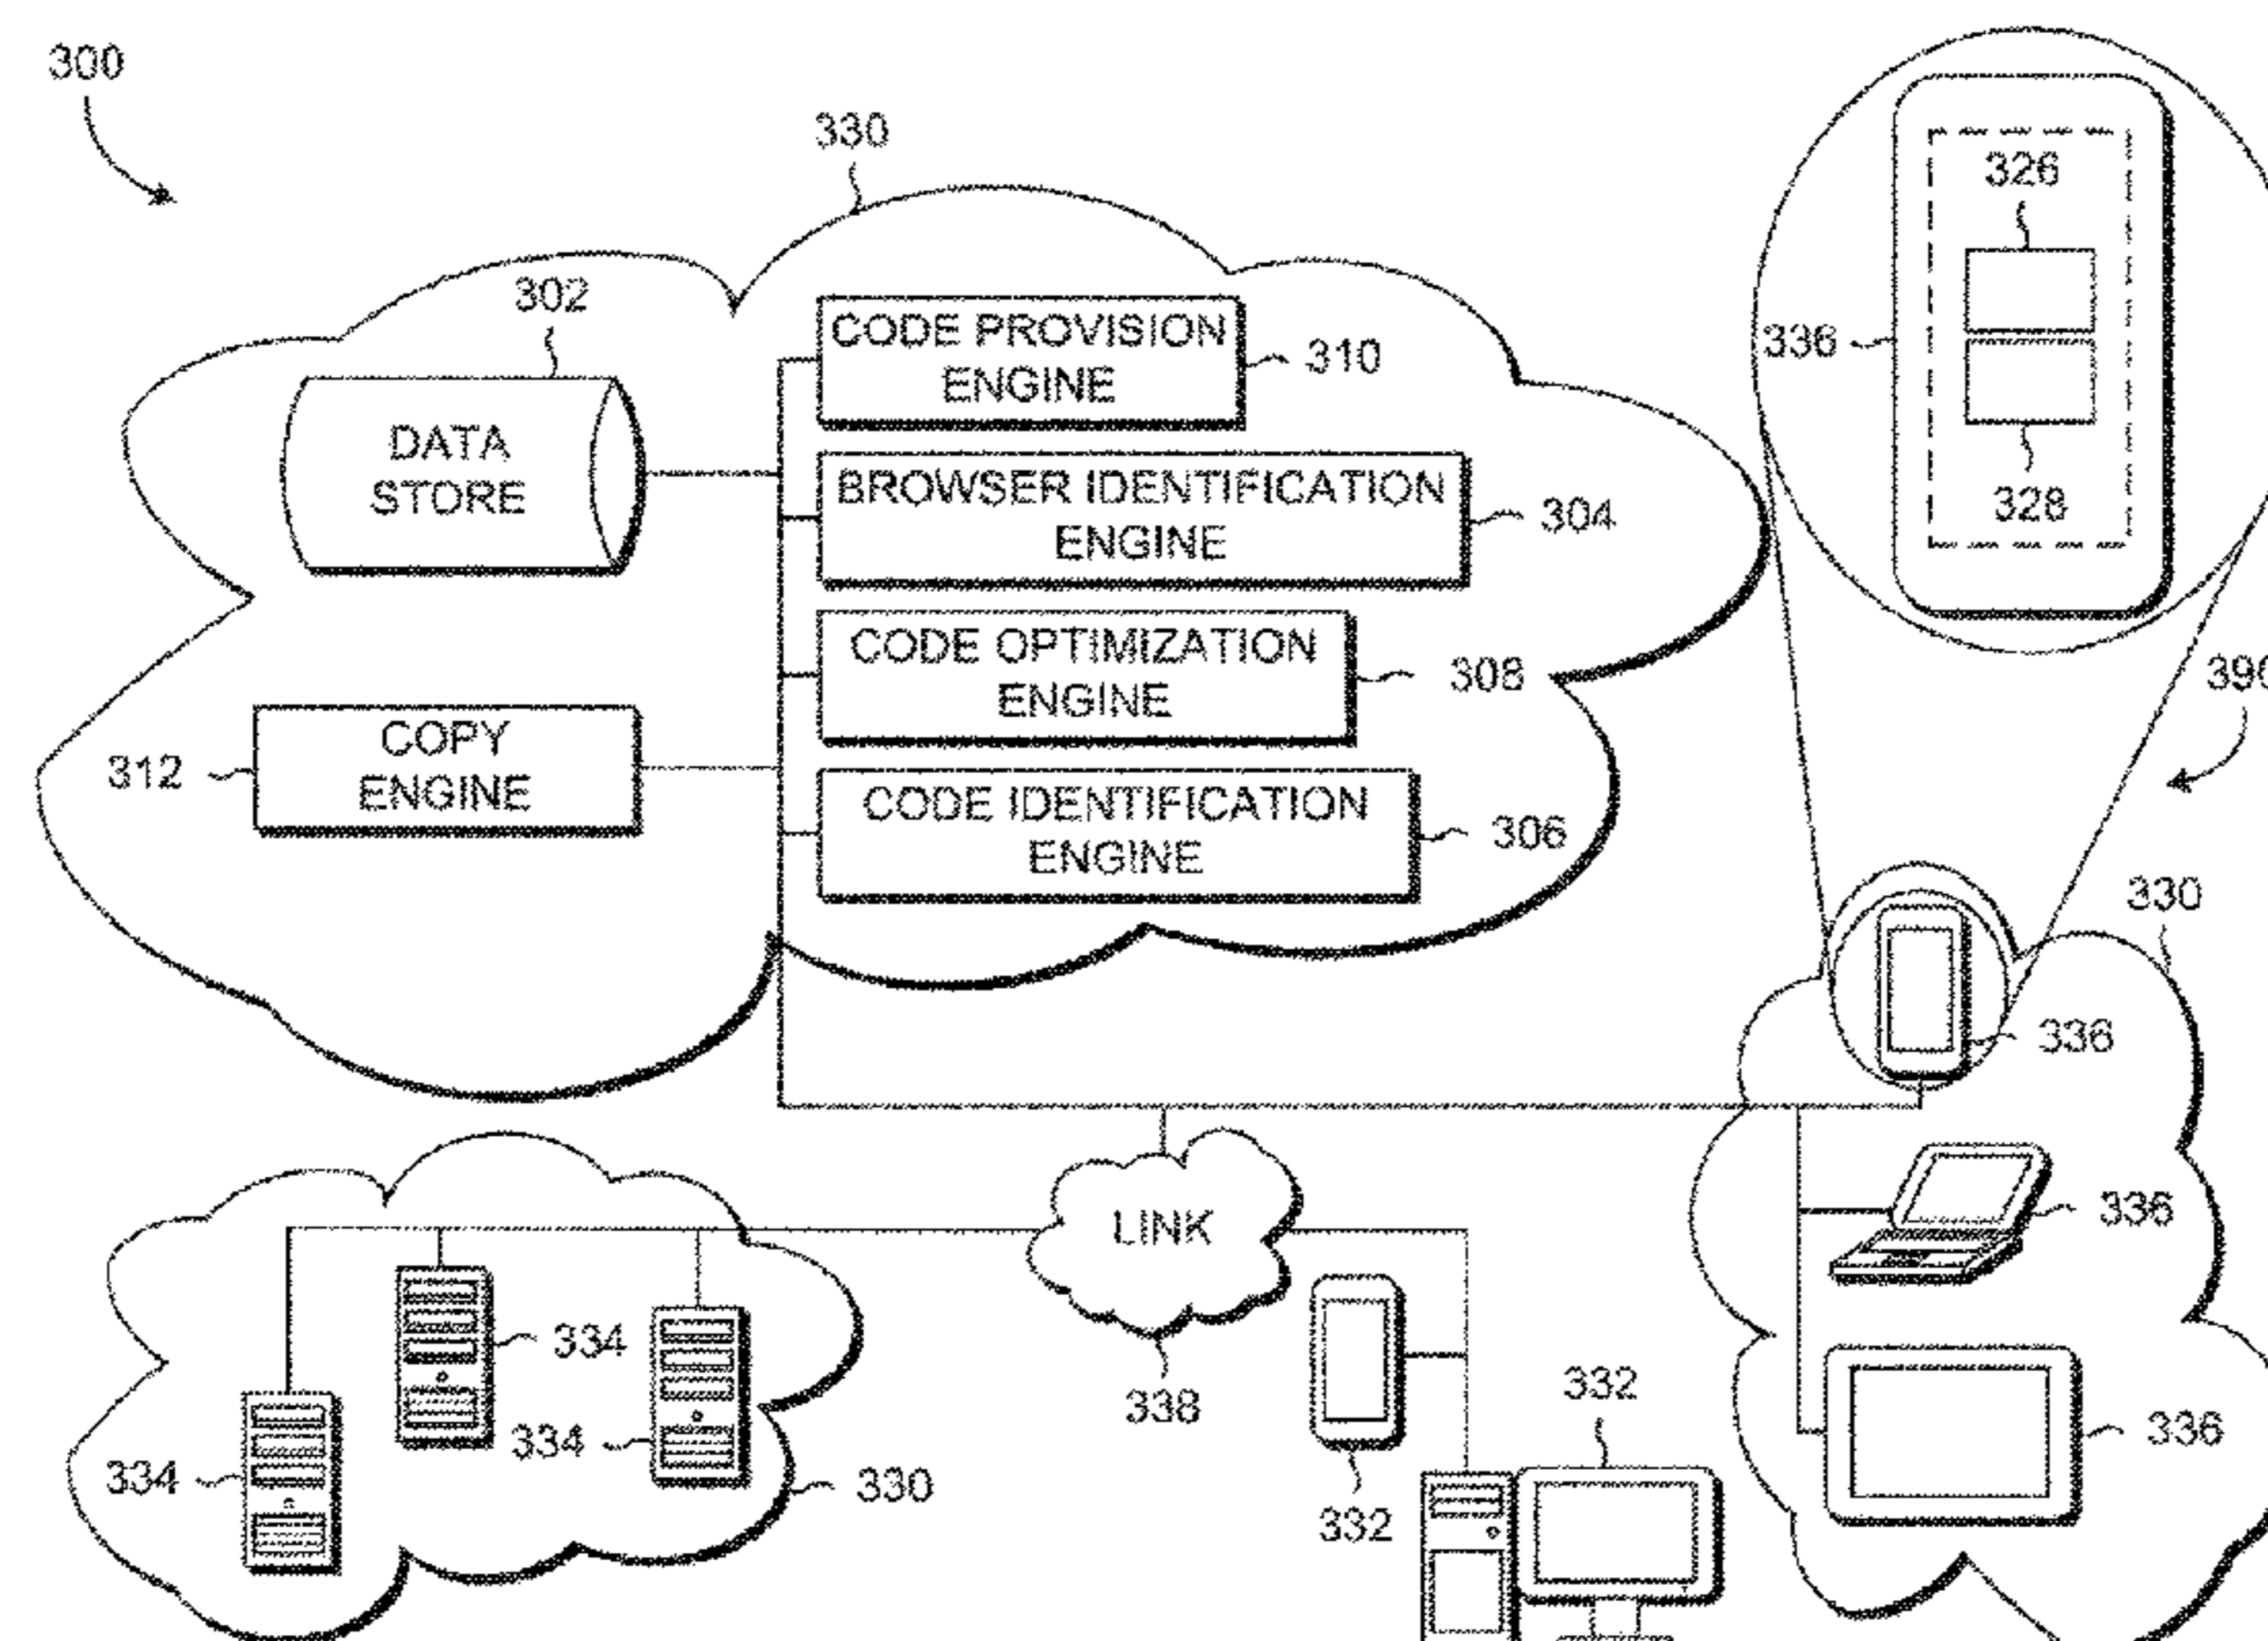 300
330
302
CODE PROVISION
ENGINE
310
DATA
STORE
BROWSER IDENTIFICATION
ENGINE
304
CODE OPTIMIZATION
ENGINE
308
COPY
ENGINE
312
CODE IDENTIFICATION
ENGINE
306
326
336
328
390
330
336
336
336
LINK
338
334
334
334
330
332
332